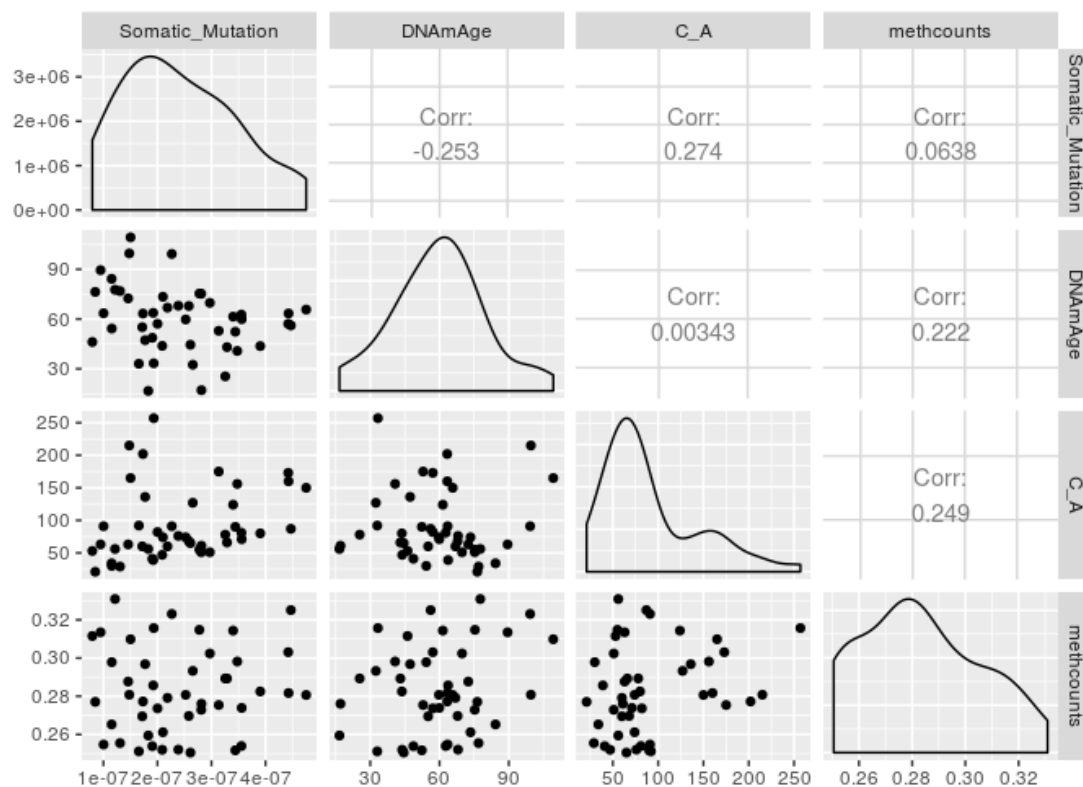 Somatic_Mutation DNAmAge C_A methcounts
3e+06
2e+06
1e+06
0e+00
Corr:
-0.253
Corr:
0.274
Corr:
0.0638
Somatic_Mutation
90
60
30
Corr:
0.00343
Corr:
0.222
DNAmAge
250
200
150
100
50
Corr:
0.249
C_A
0.32
0.30
0.28
0.26
methcounts
1e-07 2e-07 3e-07 4e-07 30 60 90 50 100 150 200 250 0.26 0.28 0.30 0.32